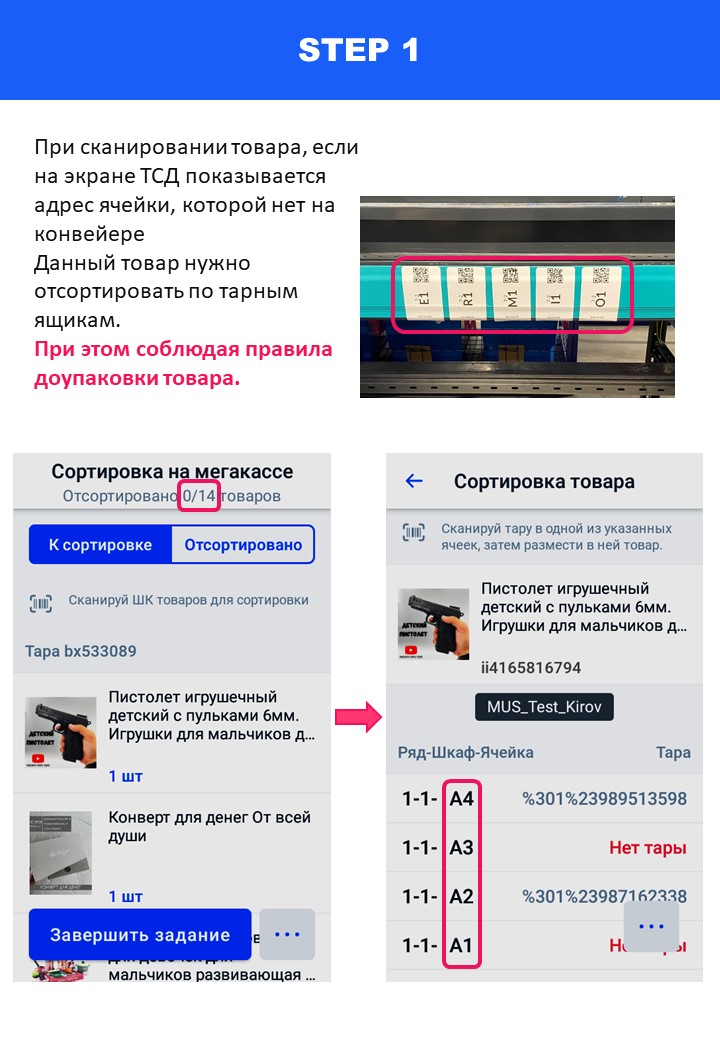 STEP 1
При сканировании товара, если
на экране ТСД показывается
адрес ячейки, которой нет на
конвейере
Данный товар нужно
отсортировать по тарным
ящикам.
При этом соблюдая правила
доупаковки товара.
E1
R1
M1
I1
O1
Сортировка на мегакассе
Отсортировано 0/14 товаров
К сортировке
Отсортировано
Сканируй ШК товаров для сортировки
Тара bx533089
ДЕТСКИЙ
ПИСТОЛЕТ
Пистолет игрушечный
детский с пульками 6мм.
Игрушки для мальчиков д...
1 шт
Конверт для денег От всей
души
1 шт
Завершить задание
...
мальчиков развивающая ...
Сортировка товара
Сканируй тару в одной из указанных
ячеек, затем размести в ней товар.
ДЕТСКИЙ
ПИСТОЛЕТ
Пистолет игрушечный
детский с пульками 6мм.
Игрушки для мальчиков д...
ii4165816794
MUS_Test_Kirov
Ряд-Шкаф-Ячейка Тара
1-1- A4 %301%23989513598
1-1- A3 Нет тары
1-1- A2 %301%23987162338
1-1- A1
...